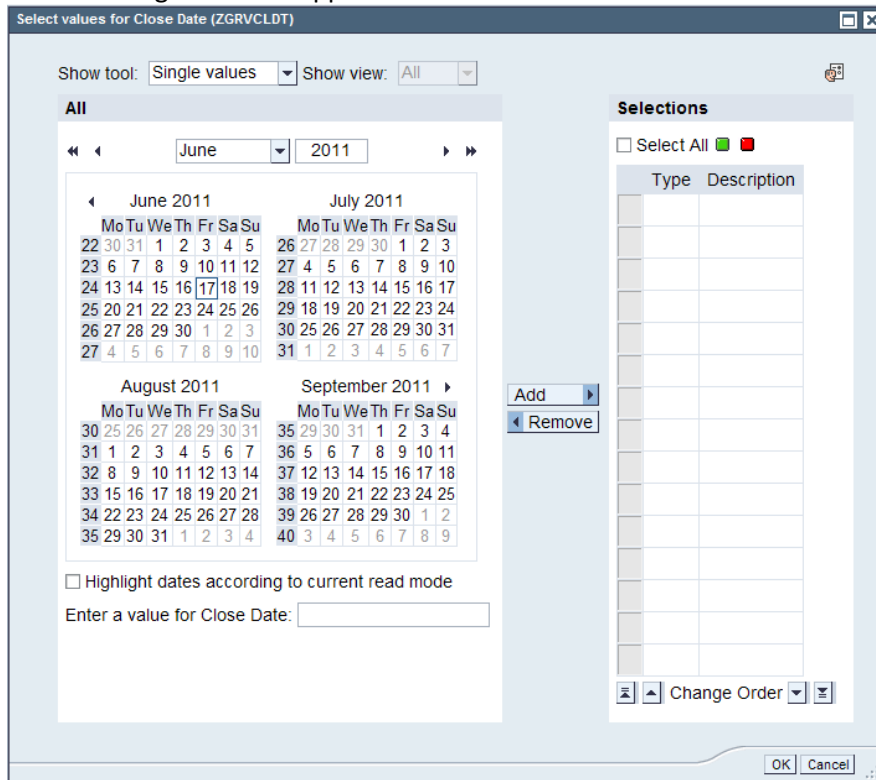 Select values for Close Date (ZGRVCLDT)
Show tool: Single values Show view: All
All
June 2011
June 2011
Mo Tu We Th Fr Sa Su
22 30 31 1 2 3 4 5
23 6 7 8 9 10 11 12
24 13 14 15 16 17 18 19
25 20 21 22 23 24 25 26
26 27 28 29 30 1 2 3
27 4 5 6 7 8 9 10
July 2011
Mo Tu We Th Fr Sa Su
26 27 28 29 30 1 2 3
27 4 5 6 7 8 9 10
28 11 12 13 14 15 16 17
29 18 19 20 21 22 23 24
30 25 26 27 28 29 30 31
31 1 2 3 4 5 6 7
August 2011
Mo Tu We Th Fr Sa Su
30 25 26 27 28 29 30 31
31 1 2 3 4 5 6 7
32 8 9 10 11 12 13 14
33 15 16 17 18 19 20 21
34 22 23 24 25 26 27 28
35 29 30 31 1 2 3 4
September 2011
Mo Tu We Th Fr Sa Su
35 29 30 31 1 2 3 4
36 5 6 7 8 9 10 11
37 12 13 14 15 16 17 18
38 19 20 21 22 23 24 25
39 26 27 28 29 30 1 2
40 3 4 5 6 7 8 9
Highlight dates according to current read mode
Enter a value for Close Date:
Add
Remove
Selections
Select All
Type Description
Change Order
OK Cancel